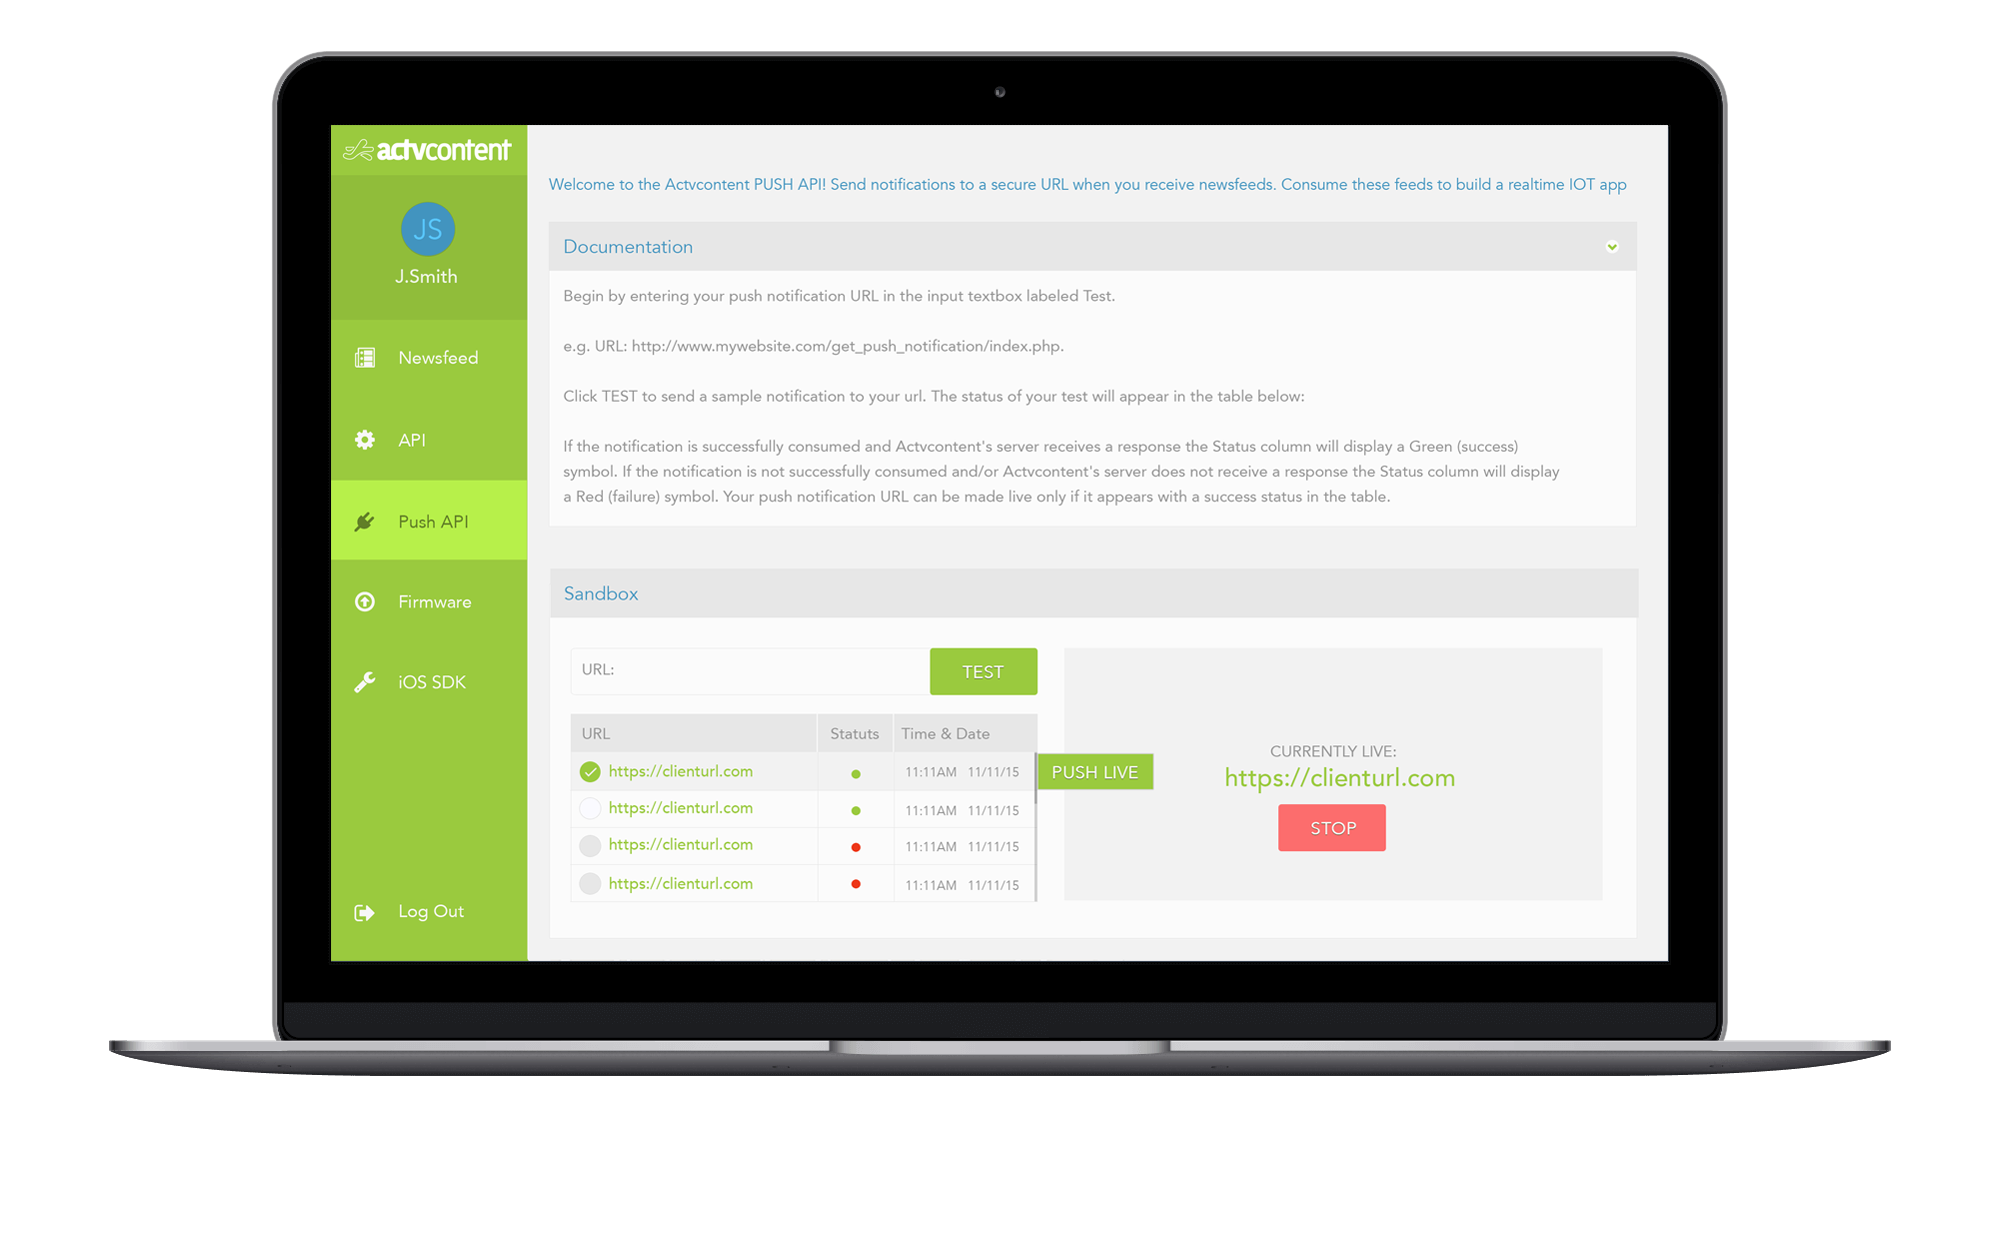 actvcontent
JS
J.Smith
Newsfeed
API
Push API
Firmware
iOS SDK
Log Out
Welcome to the Actvcontent PUSH API! Send notifications to a secure URL when you receive newsfeeds. Consume these feeds to build a realtime IOT app
Documentation
Begin by entering your push notification URL in the input textbox labeled Test.
e.g. URL: http://www.mywebsite.com/get_push_notification/index.php.
Click TEST to send a sample notification to your url. The status of your test will appear in the table below:
If the notification is successfully consumed and Actvcontent's server receives a response the Status column will display a Green (success)
symbol. If the notification is not successfully consumed and/or Actvcontent's server does not receive a response the Status column will display
a Red (failure) symbol. Your push notification URL can be made live only if it appears with a success status in the table.
Sandbox
URL: TEST
URL Statuts Time & Date
https://clienturl.com 11:11AM 11/11/15 PUSH LIVE
https://clienturl.com 11:11AM 11/11/15
https://clienturl.com 11:11AM 11/11/15
https://clienturl.com 11:11AM 11/11/15
CURRENTLY LIVE:
https://clienturl.com
STOP